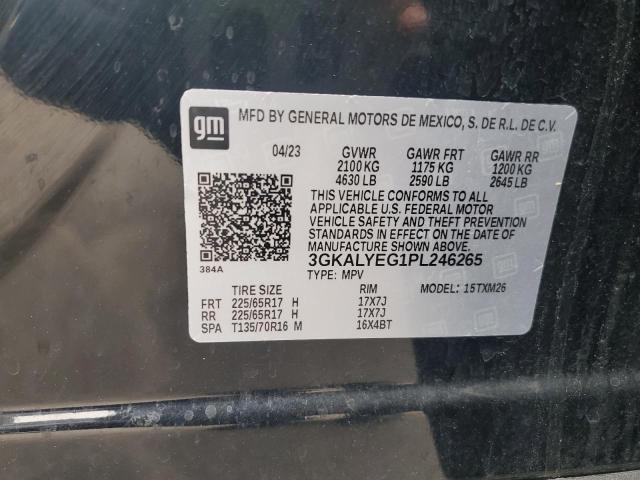 gm
MFD BY GENERAL MOTORS DE MEXICO, S. DE R.L. DE C.V.
04/23 GVWR GAWR FRT GAWR RR
2100 KG 1175 KG 1200 KG
4630 LB 2590 LB 2645 LB
THIS VEHICLE CONFORMS TO ALL
APPLICABLE U.S. FEDERAL MOTOR
VEHICLE SAFETY AND THEFT PREVENTION
STANDARDS IN EFFECT ON THE DATE OF
MANUFACTURE SHOWN ABOVE.
3GKALYEG1PL246265
384A
TYPE: MPV
TIRE SIZE RIM MODEL: 15TXM26
FRT 225/65R17 H 17X7J
RR 225/65R17 H 17X7J
SPA T135/70R16 M 16X4BT